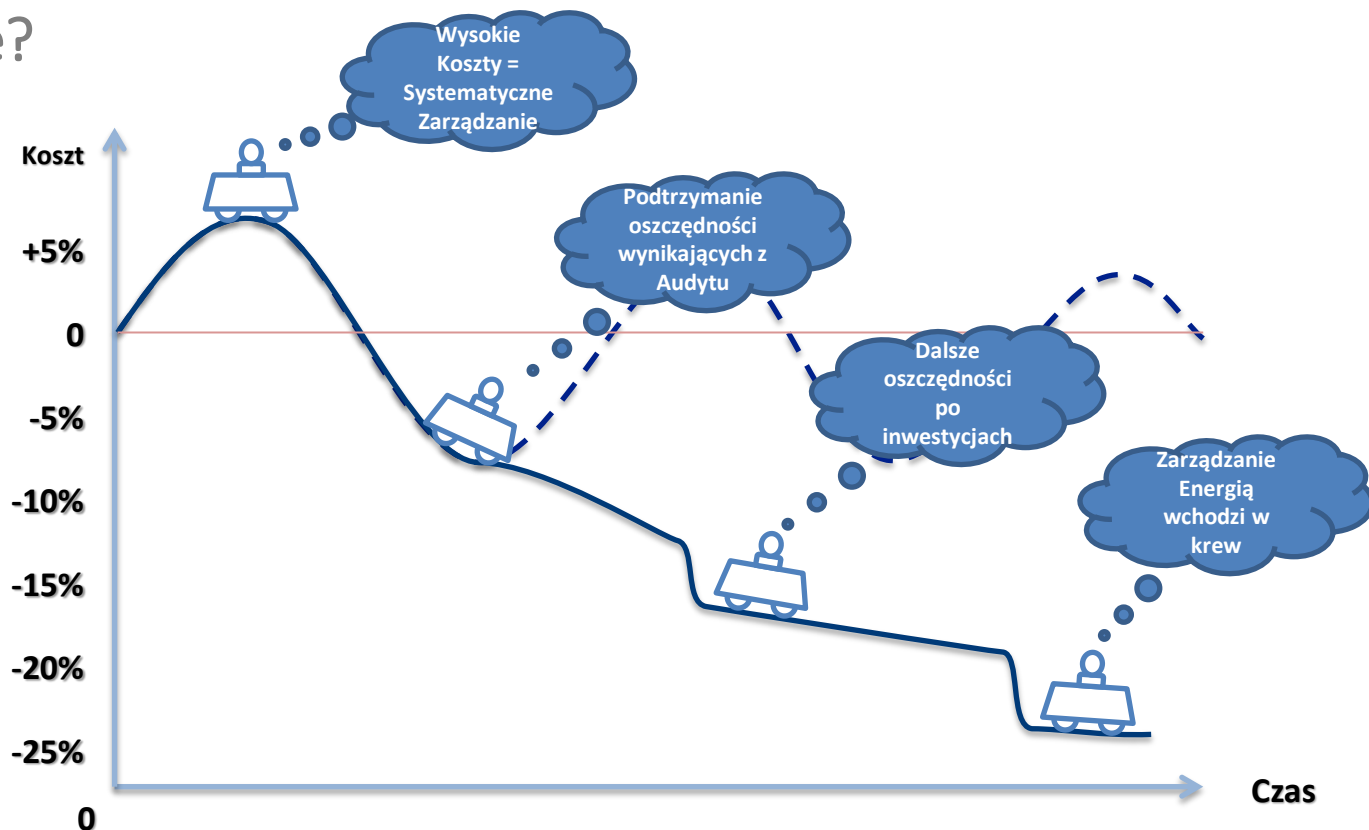 e?
Wysokie
Koszty =
Systematyczne
Zarządzanie
Koszt
Podtrzymanie
oszczędności
wynikających z
Audytu
+5%
0
Dalsze
oszczędności
po
inwestycjach
-5%
Zarządzanie
Energią
wchodzi w
krew
-10%
-15%
-20%
-25%
Czas
0